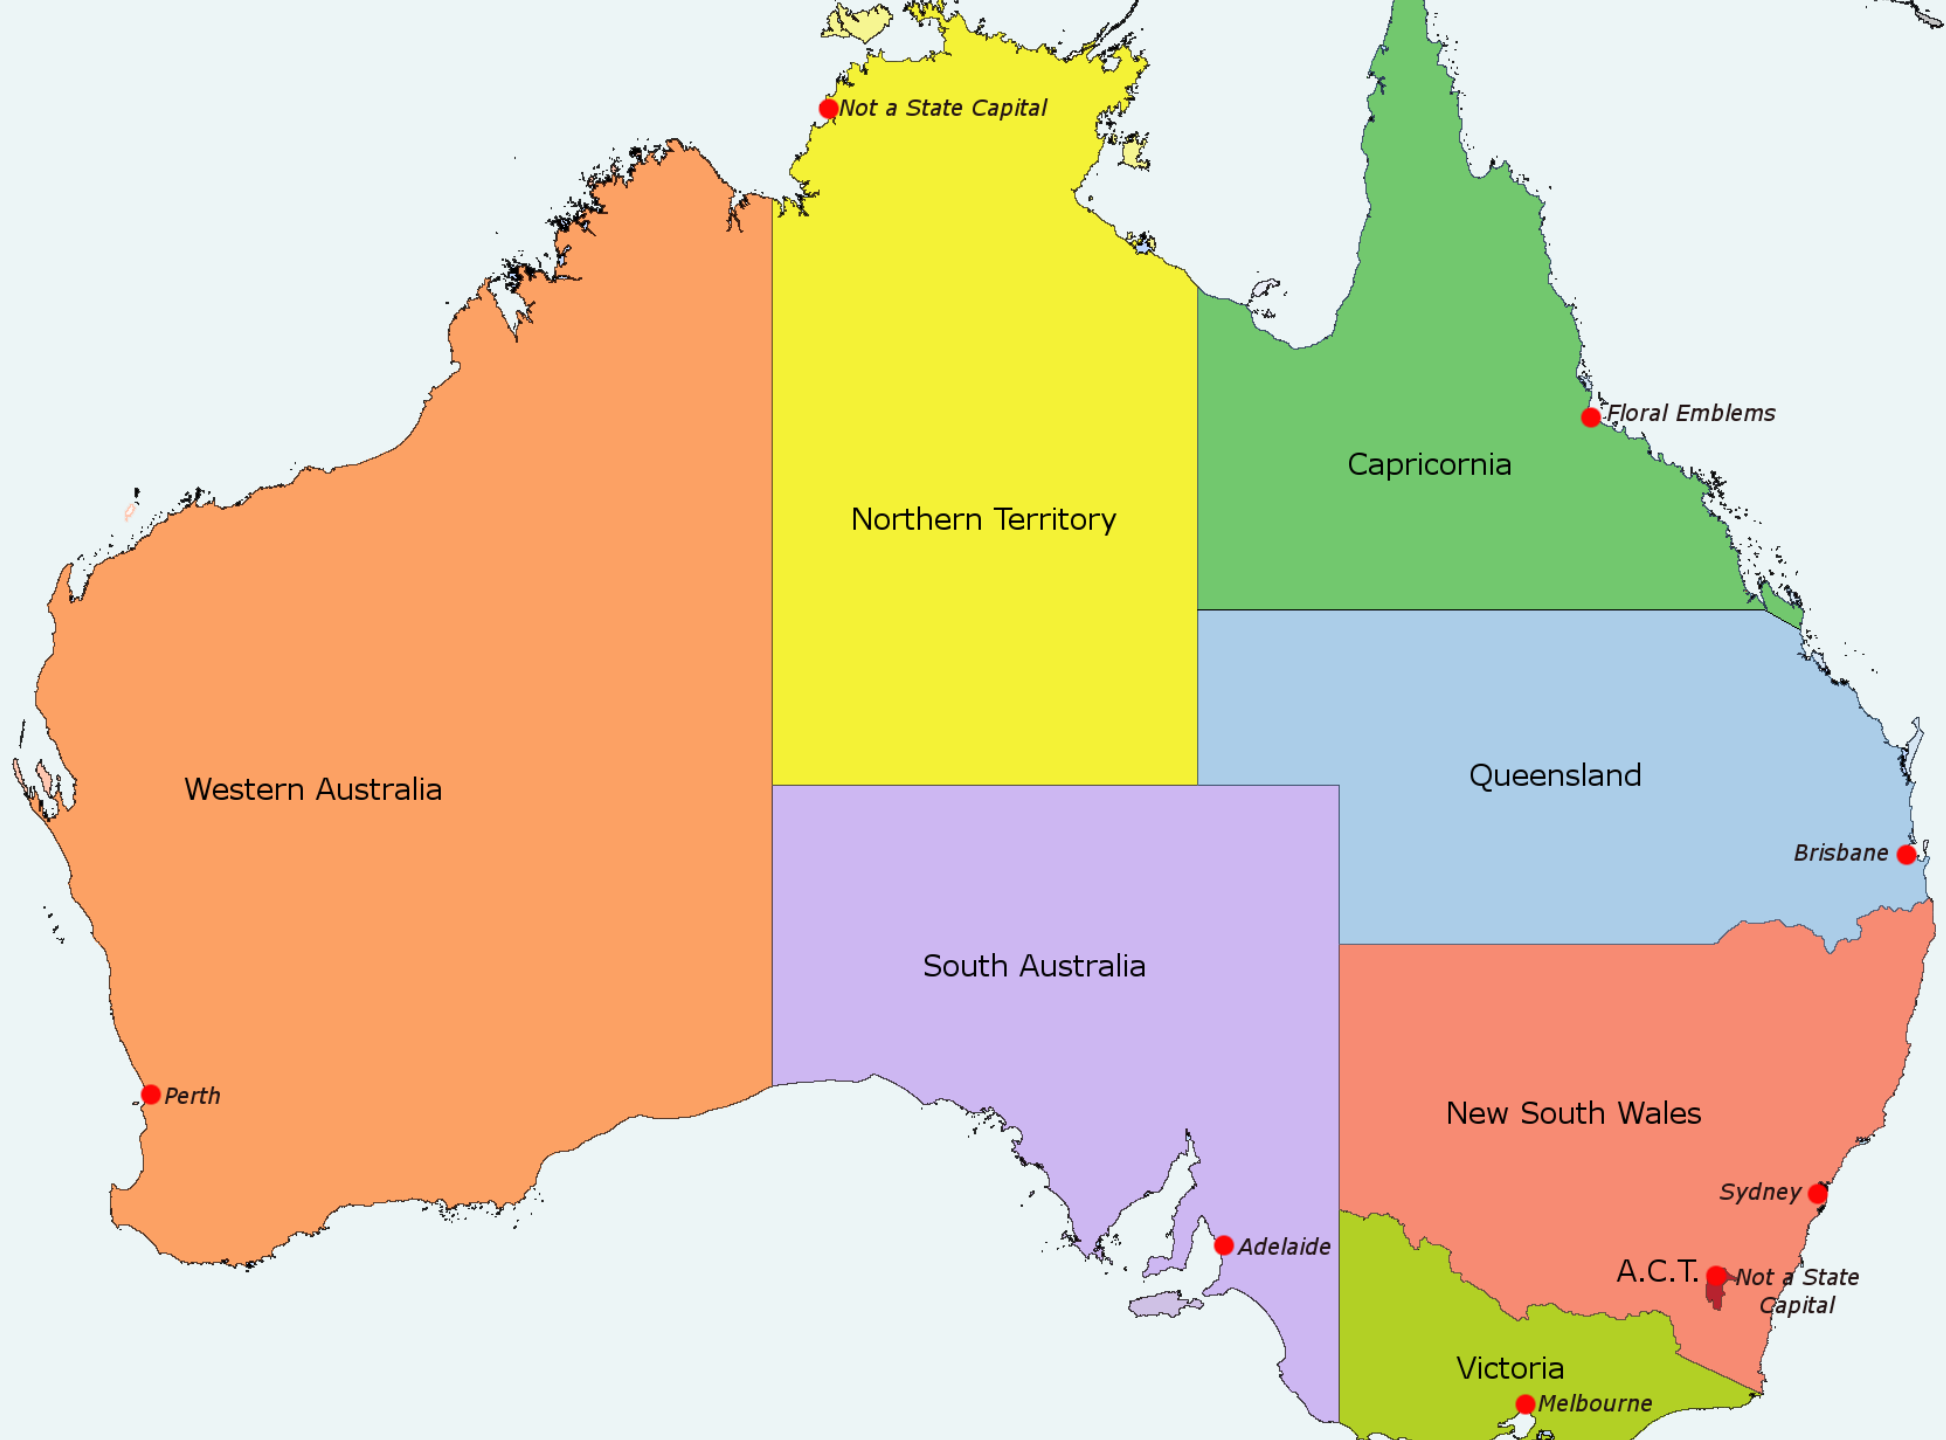 Not a State Capital
Floral Emblems
Capricornia
Northern Territory
Queensland
Western Australia
Brisbane
South Australia
Perth
New South Wales
Sydney
Adelaide
A.C.T.
Not a State
Capital
Victoria
Melbourne